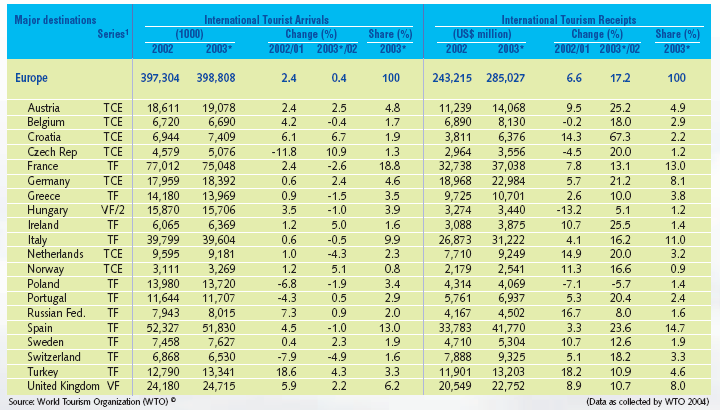 Major destinations International Tourist Arrivals International Tourism Receipts
Series¹ (1000) Change (%) Share (%) (US$ million) Change (%) Share (%)
2002 2003* 2002/01 2003*/02 2003* 2002 2003* 2002/01 2003*/02 2003*
Europe 397,304 398,808 2.4 0.4 100 243,215 285,027 6.6 17.2 100
Austria TCE 18,611 19,078 2.4 2.5 4.8 11,239 14,068 9.5 25.2 4.9
Belgium TCE 6,720 6,690 4.2 -0.4 1.7 6,890 8,130 -0.2 18.0 2.9
Croatia TCE 6,944 7,409 6.1 6.7 1.9 3,811 6,376 14.3 67.3 2.2
Czech Rep TCE 4,579 5,076 -11.8 10.9 1.3 2,964 3,556 -4.5 20.0 1.2
France TF 77,012 75,048 2.4 -2.6 18.8 32,738 37,038 7.8 13.1 13.0
Germany TCE 17,959 18,392 0.6 2.4 4.6 18,968 22,984 5.7 21.2 8.1
Greece TF 14,180 13,969 0.9 -1.5 3.5 9,725 10,701 2.6 10.0 3.8
Hungary VF/2 15,870 15,706 3.5 -1.0 3.9 3,274 3,440 -13.2 5.1 1.2
Ireland TF 6,065 6,369 1.2 5.0 1.6 3,088 3,875 10.7 25.5 1.4
Italy TF 39,799 39,604 0.6 -0.5 9.9 26,873 31,222 4.1 16.2 11.0
Netherlands TCE 9,595 9,181 1.0 -4.3 2.3 7,710 9,249 14.9 20.0 3.2
Norway TCE 3,111 3,269 1.2 5.1 0.8 2,179 2,541 11.3 16.6 0.9
Poland TF 13,980 13,720 -6.8 -1.9 3.4 4,314 4,069 -7.1 -5.7 1.4
Portugal TF 11,644 11,707 -4.3 0.5 2.9 5,761 6,937 5.3 20.4 2.4
Russian Fed. TF 7,943 8,015 7.3 0.9 2.0 4,167 4,502 16.7 8.0 1.6
Spain TF 52,327 51,830 4.5 -1.0 13.0 33,783 41,770 3.3 23.6 14.7
Sweden TF 7,458 7,627 0.4 2.3 1.9 4,710 5,304 10.7 12.6 1.9
Switzerland TF 6,868 6,530 -7.9 -4.9 1.6 7,888 9,325 5.1 18.2 3.3
Turkey TF 12,790 13,341 18.6 4.3 3.3 11,901 13,203 18.2 10.9 4.6
United Kingdom VF 24,180 24,715 5.9 2.2 6.2 20,549 22,752 8.9 10.7 8.0
Source: World Tourism Organization (WTO) © (Data as collected by WTO 2004)